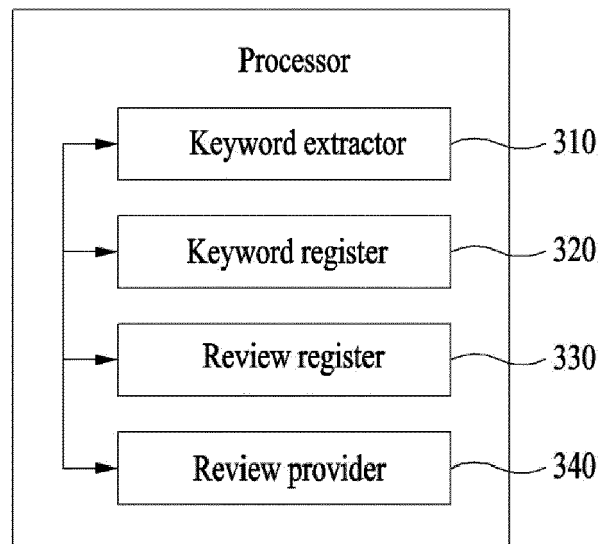 Processor
Keyword extractor 310
Keyword register 320
Review register 330
Review provider 340